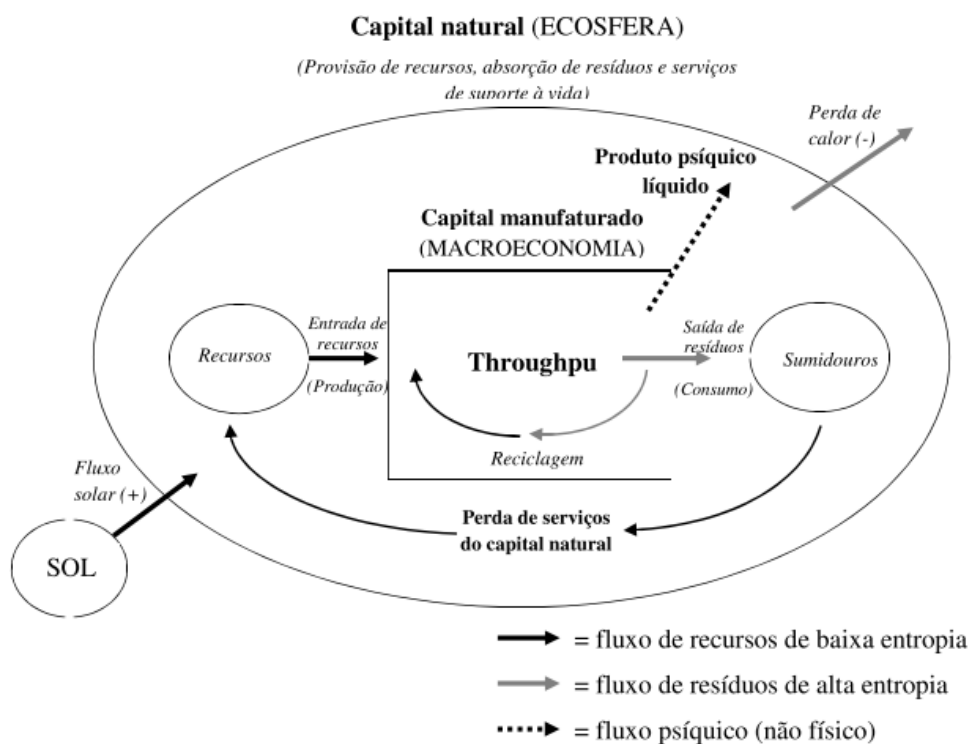 Capital natural (ECOSFERA)
(Provisão de recursos, absorção de resíduos e serviços
de suporte à vida)
Perda de
calor (-)
Produto psíquico
líquido
Capital manufaturado
(MACROECONOMIA)
Entrada de
recursos
(Produção)
Recursos
Throughpu
Saída de
resíduos
(Consumo)
Sumidouros
Reciclagem
Fluxo
solar (+)
SOL
Perda de serviços
do capital natural
= fluxo de recursos de baixa entropia
= fluxo de resíduos de alta entropia
= fluxo psíquico (não físico)